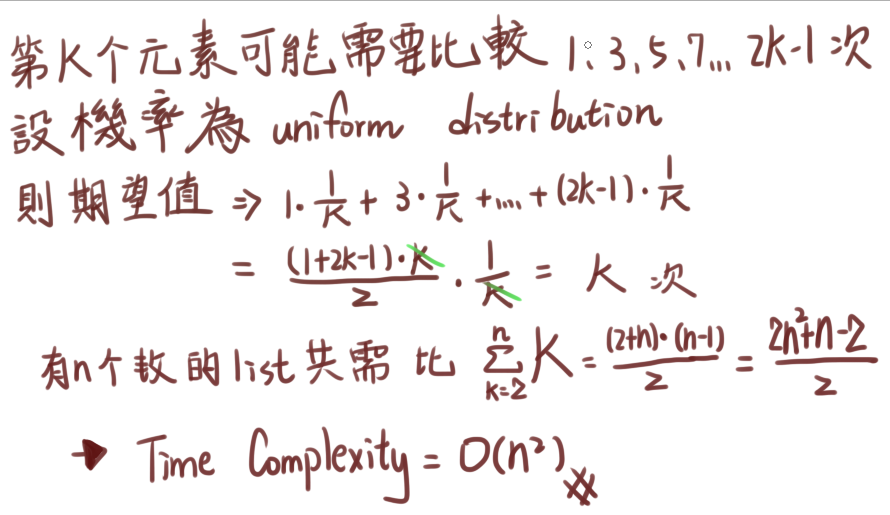 第K个元素可能需要比較 1、3、5、7... 2K-1 次
設機率為 uniform distribution
則期望值 => 1·1/K + 3·1/K + .... + (2K-1)·1/K
= (1+2K-1)·K/2 · 1/K = K 次
有n个数的list共需比 ∑_{K=2}^{n} K = (2+n)·(n-1)/2 = 2n²+n-2/2
→ Time Complexity = O(n²) #